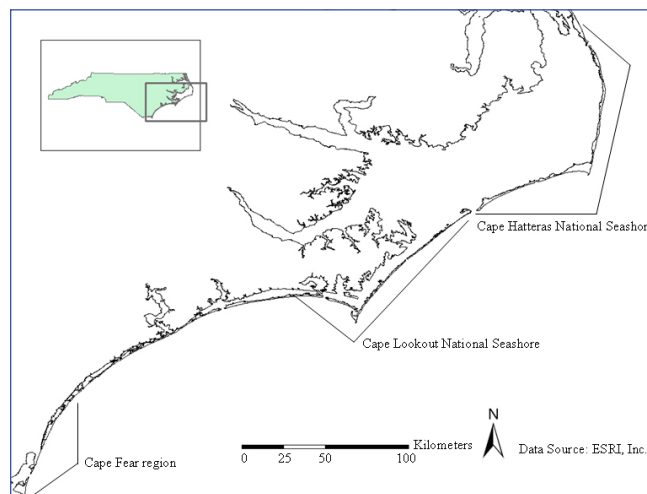 Cape Hatteras National Seashor
Cape Lookout National Seashore
N
Kilometers
Data Source: ESRI, Inc.
0 25 50 100
Cape Fear region